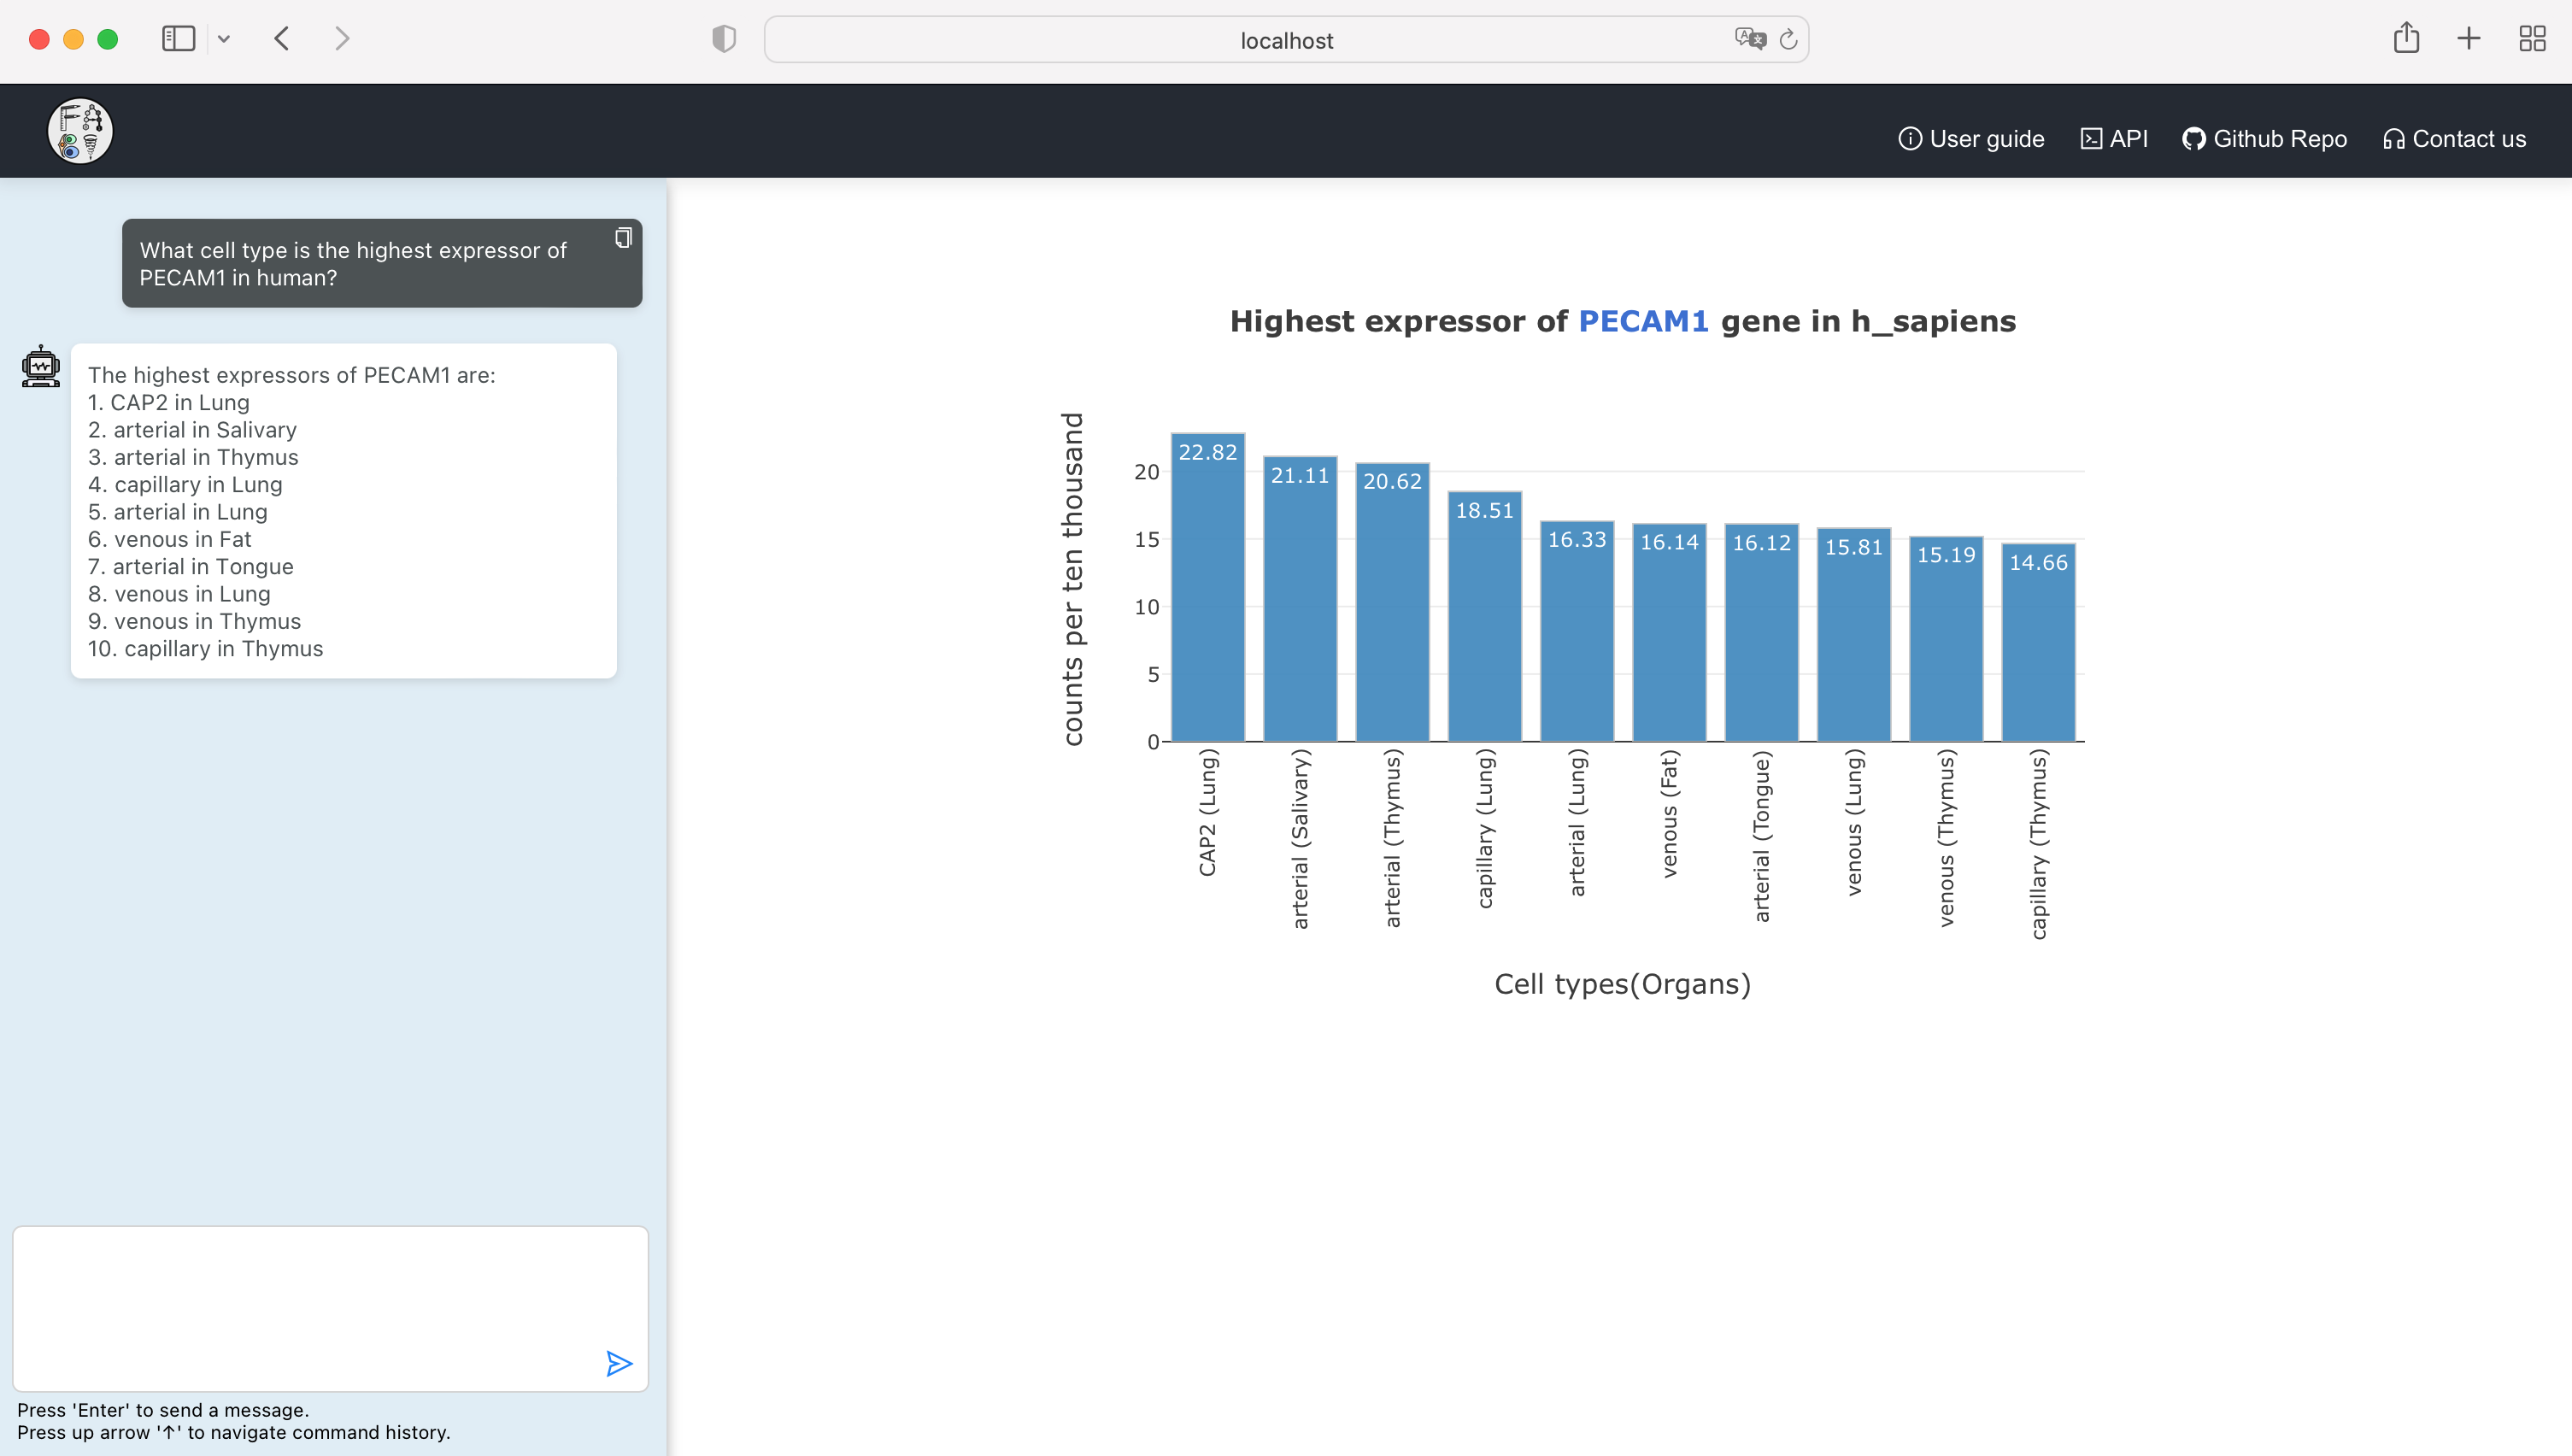 localhost
User guide
API
Github Repo
Contact us
What cell type is the highest expressor of
PECAM1 in human?
The highest expressors of PECAM1 are:
1. CAP2 in Lung
2. arterial in Salivary
3. arterial in Thymus
4. capillary in Lung
5. arterial in Lung
6. venous in Fat
7. arterial in Tongue
8. venous in Lung
9. venous in Thymus
10. capillary in Thymus
Press 'Enter' to send a message.
Press up arrow '↑' to navigate command history.
Highest expressor of PECAM1 gene in h_sapiens
counts per ten thousand
20
15
10
5
0
22.82
21.11
20.62
18.51
16.33
16.14
16.12
15.81
15.19
14.66
CAP2 (Lung)
arterial (Salivary)
arterial (Thymus)
capillary (Lung)
arterial (Lung)
venous (Fat)
arterial (Tongue)
venous (Lung)
venous (Thymus)
capillary (Thymus)
Cell types(Organs)